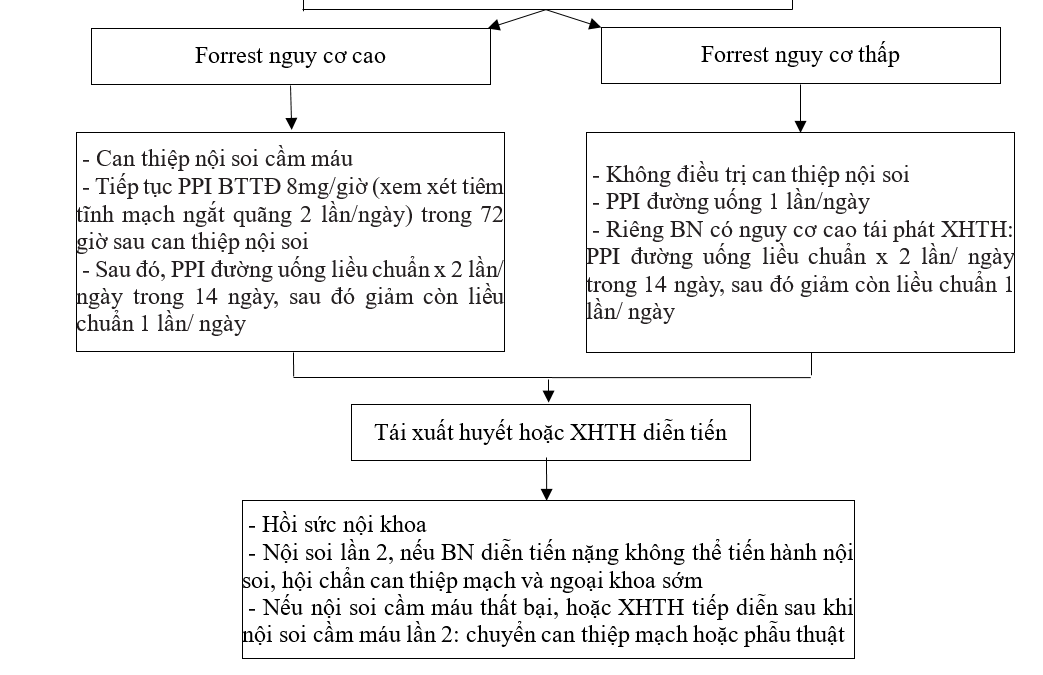 Forrest nguy cơ cao
Forrest nguy cơ thấp
- Can thiệp nội soi cầm máu
- Tiếp tục PPI BTTĐ 8mg/giờ (xem xét tiêm
tĩnh mạch ngắt quãng 2 lần/ngày) trong 72
giờ sau can thiệp nội soi
- Sau đó, PPI đường uống liều chuẩn x 2 lần/
ngày trong 14 ngày, sau đó giảm còn liều
chuẩn 1 lần/ ngày
- Không điều trị can thiệp nội soi
- PPI đường uống 1 lần/ngày
- Riêng BN có nguy cơ cao tái phát XHTH:
PPI đường uống liều chuẩn x 2 lần/ ngày
trong 14 ngày, sau đó giảm còn liều chuẩn 1
lần/ ngày
Tái xuất huyết hoặc XHTH diễn tiến
- Hồi sức nội khoa
- Nội soi lần 2, nếu BN diễn tiến nặng không thể tiến hành nội
soi, hội chẩn can thiệp mạch và ngoại khoa sớm
- Nếu nội soi cầm máu thất bại, hoặc XHTH tiếp diễn sau khi
nội soi cầm máu lần 2: chuyển can thiệp mạch hoặc phẫu thuật